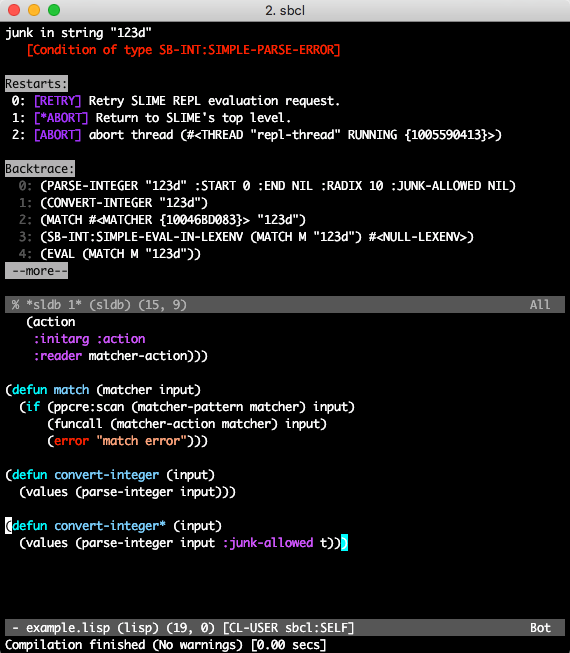 2. sbcl
junk in string "123d"
   [Condition of type SB-INT:SIMPLE-PARSE-ERROR]
Restarts:
 0: [RETRY] Retry SLIME REPL evaluation request.
 1: [*ABORT] Return to SLIME's top level.
 2: [ABORT] abort thread (#<THREAD "repl-thread" RUNNING {1005590413}>)
Backtrace:
  0: (PARSE-INTEGER "123d" :START 0 :END NIL :RADIX 10 :JUNK-ALLOWED NIL)
  1: (CONVERT-INTEGER "123d")
  2: (MATCH #<MATCHER {10046BD083}> "123d")
  3: (SB-INT:SIMPLE-EVAL-IN-LEXENV (MATCH M "123d") #<NULL-LEXENV>)
  4: (EVAL (MATCH M "123d"))
 --more--
 % *sldb 1* (sldb) (15, 9) All
   (action
    :initarg :action
    :reader matcher-action)))
(defun match (matcher input)
  (if (ppcre:scan (matcher-pattern matcher) input)
      (funcall (matcher-action matcher) input)
      (error "match error")))
(defun convert-integer (input)
  (values (parse-integer input)))
(defun convert-integer* (input)
  (values (parse-integer input :junk-allowed t)))
 - example.lisp (lisp) (19, 0) [CL-USER sbcl:SELF] Bot
Compilation finished (No warnings) [0.00 secs]